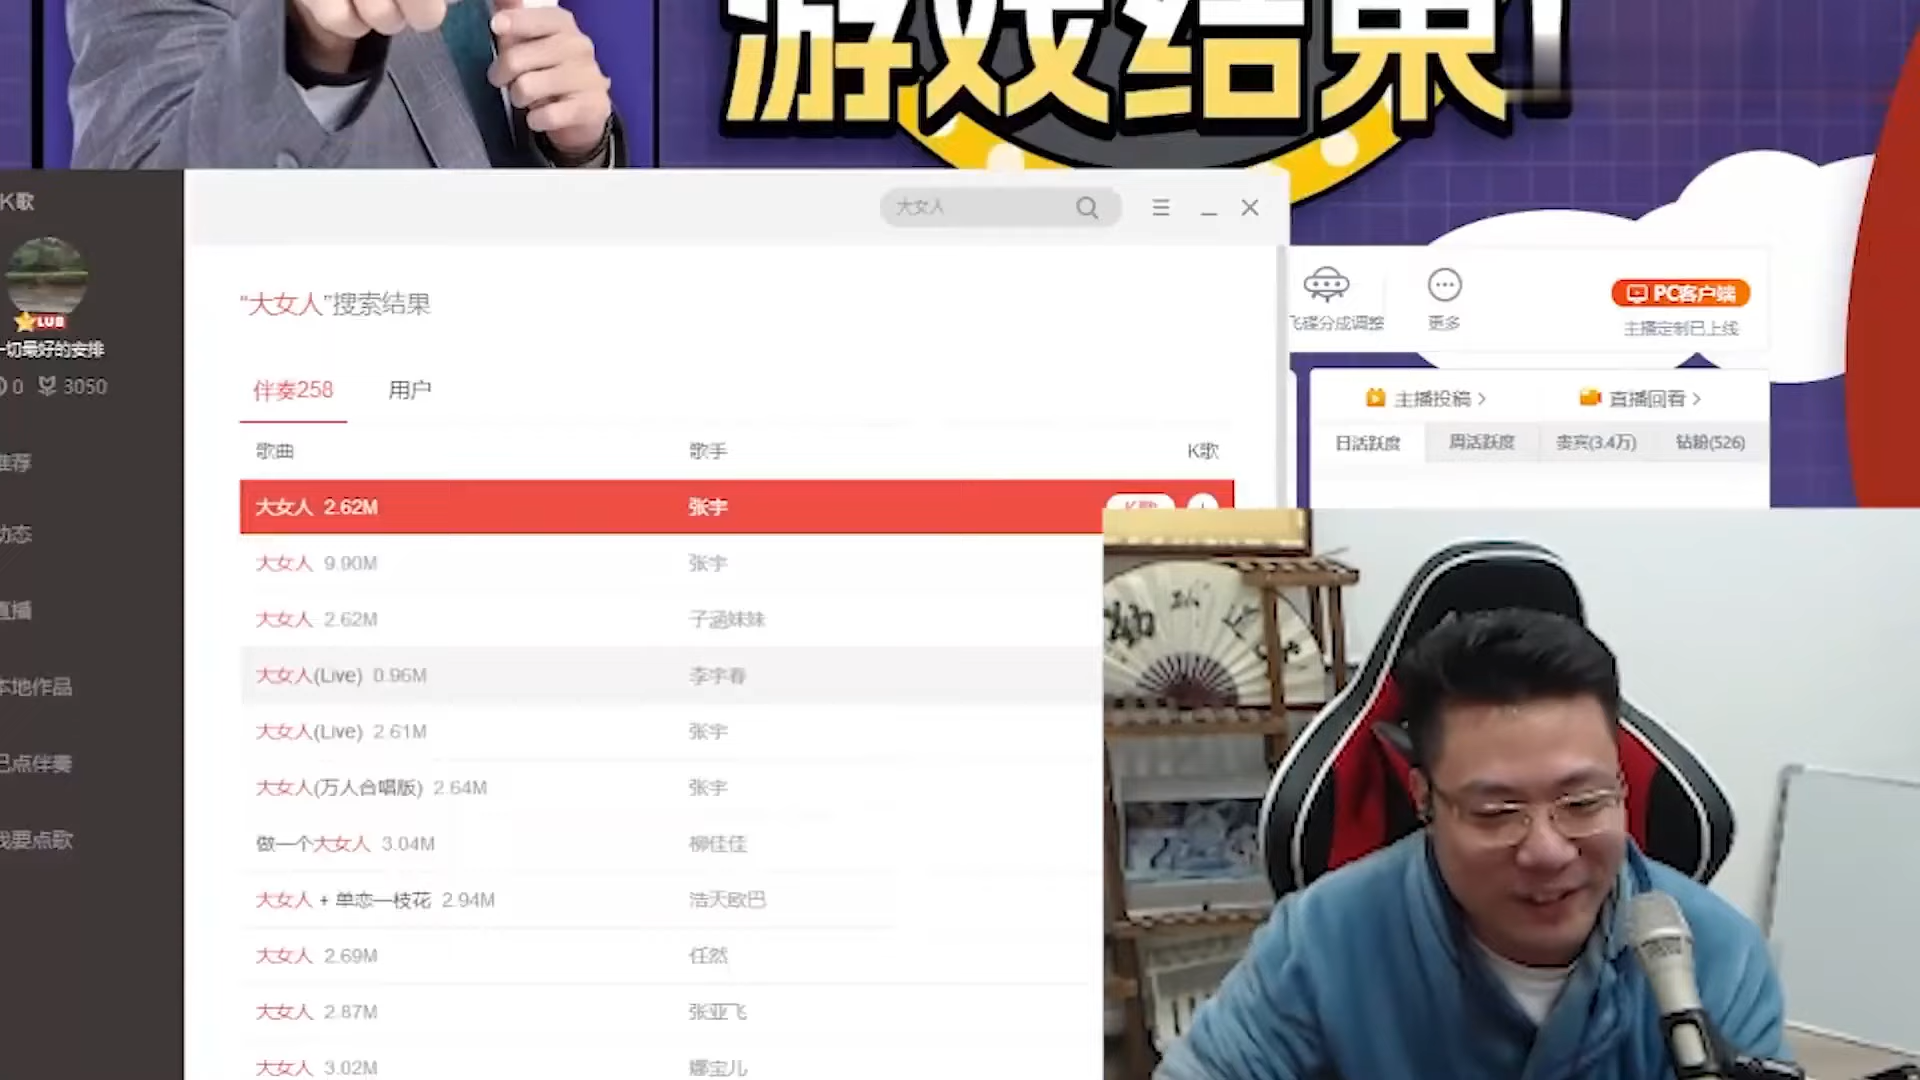 游戏结果!
K歌
大女人
LUB
一切最好的安排
0 3050
推荐
动态
直播
本地作品
已点伴奏
我要点歌
“大女人”搜索结果
伴奏258 用户
歌曲 歌手 K歌
大女人 2.62M 张宇
大女人 9.90M 张宇
大女人 2.62M 子涵妹妹
大女人(Live) 0.96M 李宇春
大女人(Live) 2.61M 张宇
大女人(万人合唱版) 2.64M 张宇
做一个大女人 3.04M 柳佳佳
大女人 + 单恋一枝花 2.94M 浩天欧巴
大女人 2.69M 任然
大女人 2.87M 张亚飞
大女人 3.02M 娜宝儿
飞碟分成调整 更多
PC客户端
主播定制已上线
主播投稿 > 直播回看 >
日活跃度 周活跃度 贵宾(3.4万) 钻粉(526)